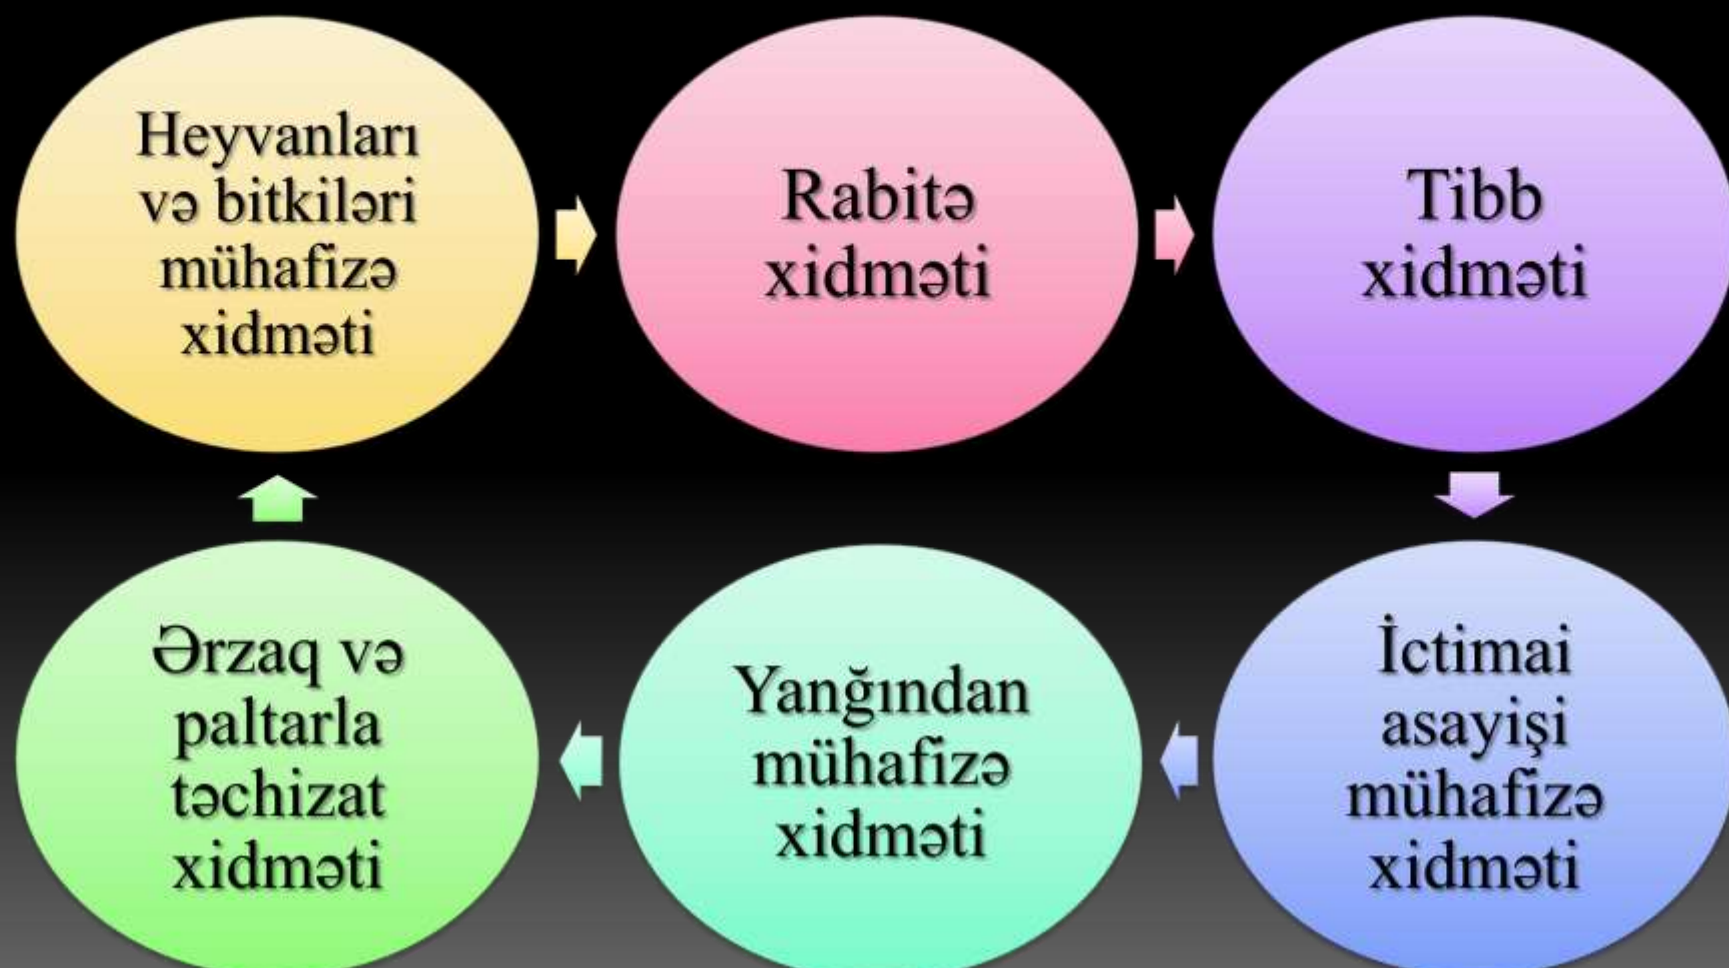 Heyvanları
və bitkiləri
mühafizə
xidməti
Rabitə
xidməti
Tibb
xidməti
İctimai
asayişi
mühafizə
xidməti
Yanğından
mühafizə
xidməti
Ərzaq və
paltarla
təchizat
xidməti